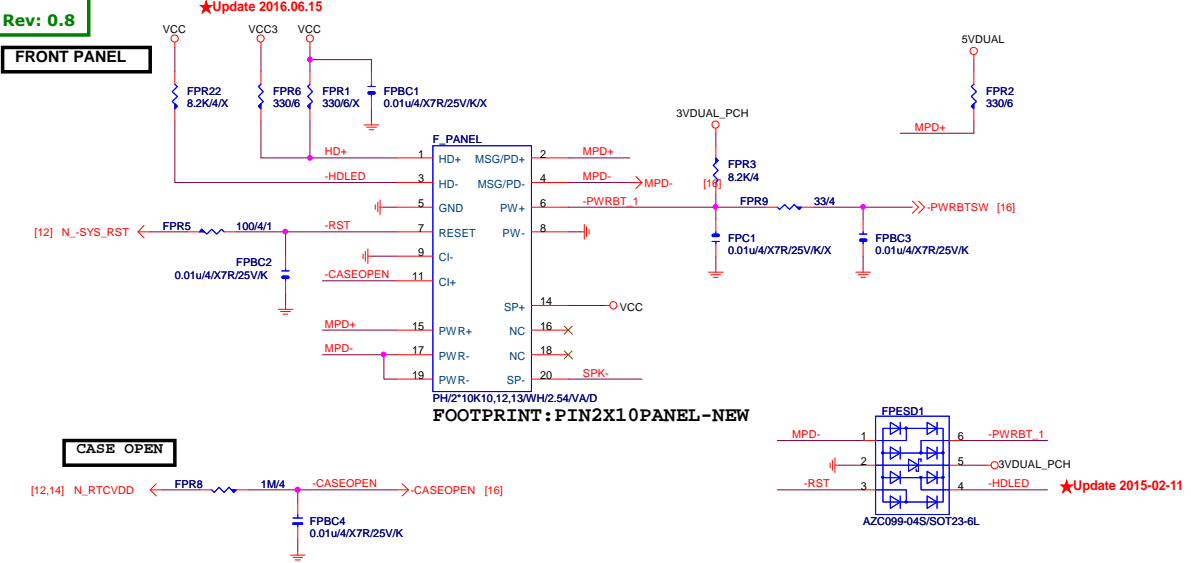 ★Update 2016.06.15
Rev: 0.8
FRONT PANEL
VCC
VCC3
VCC
5VDUAL
FPR22
8.2K/4/X
FPR6
330/6
FPR1
330/6/X
FPBC1
0.01u/4/X7R/25V/K/X
FPR2
330/6
MPD+
3VDUAL_PCH
FPR3
8.2K/4
F_PANEL
HD+ 1 HD+ MSG/PD+ 2 MPD+
-HDLED 3 HD- MSG/PD- 4 MPD- MPD- [16]
5 GND PW+ 6 -PWRBT_1 FPR9 33/4 -PWRBTSW [16]
[12] N_-SYS_RST FPR5 100/4/1 -RST 7 RESET PW- 8
FPC1
0.01u/4/X7R/25V/K/X
FPBC3
0.01u/4/X7R/25V/K
9 CI-
FPBC2
0.01u/4/X7R/25V/K
-CASEOPEN 11 CI+
SP+ 14 VCC
MPD+ 15 PWR+ NC 16
MPD- 17 PWR- NC 18
19 PWR- SP- 20 SPK-
PH/2*10K10,12,13/WH/2.54/VA/D
FOOTPRINT:PIN2X10PANEL-NEW
CASE OPEN
[12,14] N_RTCVDD FPR8 1M/4 -CASEOPEN -CASEOPEN [16]
FPBC4
0.01u/4/X7R/25V/K
FPESD1
MPD- 1 6 -PWRBT_1
2 5 3VDUAL_PCH
-RST 3 4 -HDLED ★Update 2015-02-11
AZC099-04S/SOT23-6L